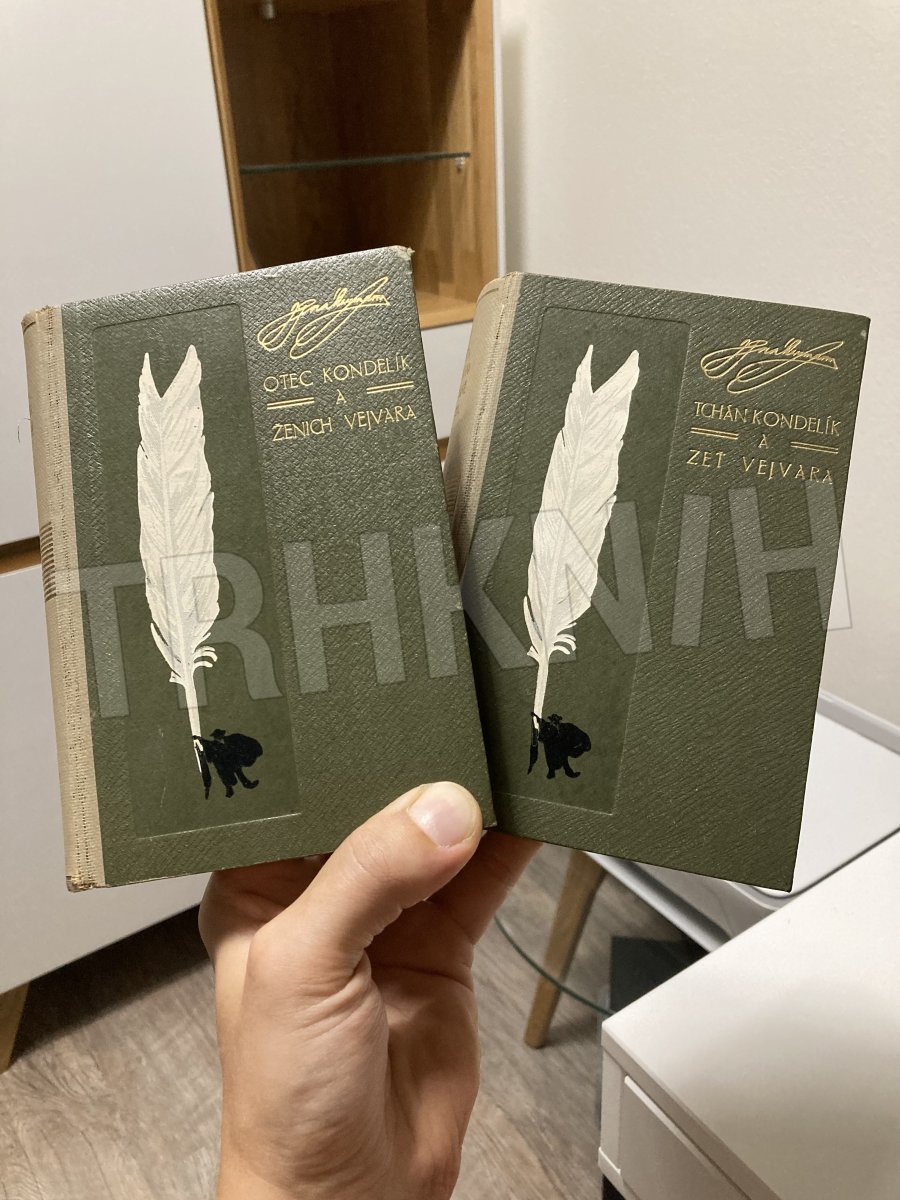 OTEC KONDELÍK
A
ŽENICH VEJVARA
TCHÁN KONDELÍK
A
ZEŤ VEJVARA
TRHKNIH